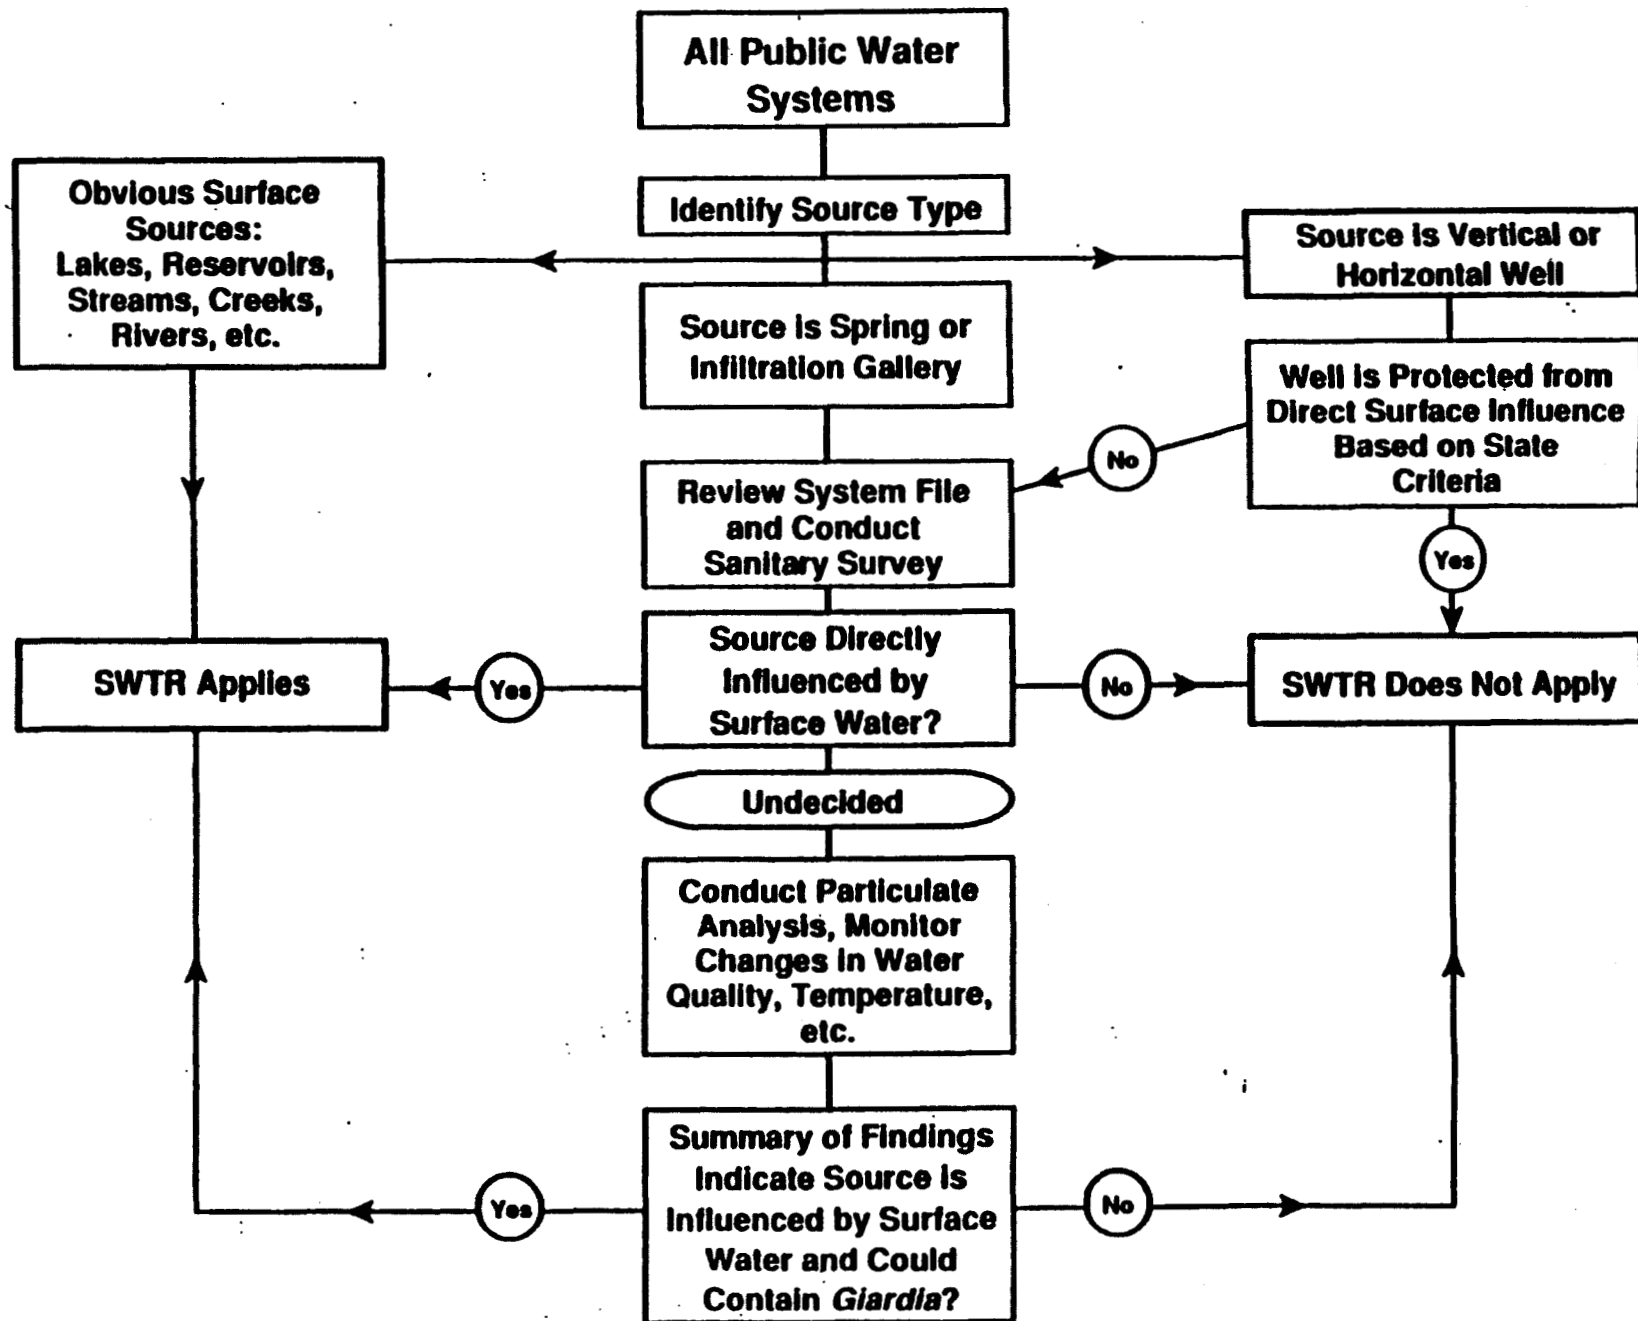 All Public Water
Systems
Identify Source Type
Obvious Surface
Sources:
Lakes, Reservoirs,
Streams, Creeks,
Rivers, etc.
Source is Vertical or
Horizontal Well
Source is Spring or
Infiltration Gallery
Well is Protected from
Direct Surface Influence
Based on State
Criteria
No
Review System File
and Conduct
Sanitary Survey
Yes
Source Directly
Influenced by
Surface Water?
Yes
No
SWTR Applies
SWTR Does Not Apply
Undecided
Conduct Particulate
Analysis, Monitor
Changes in Water
Quality, Temperature,
etc.
Summary of Findings
Indicate Source is
Influenced by Surface
Water and Could
Contain Giardia?
Yes
No